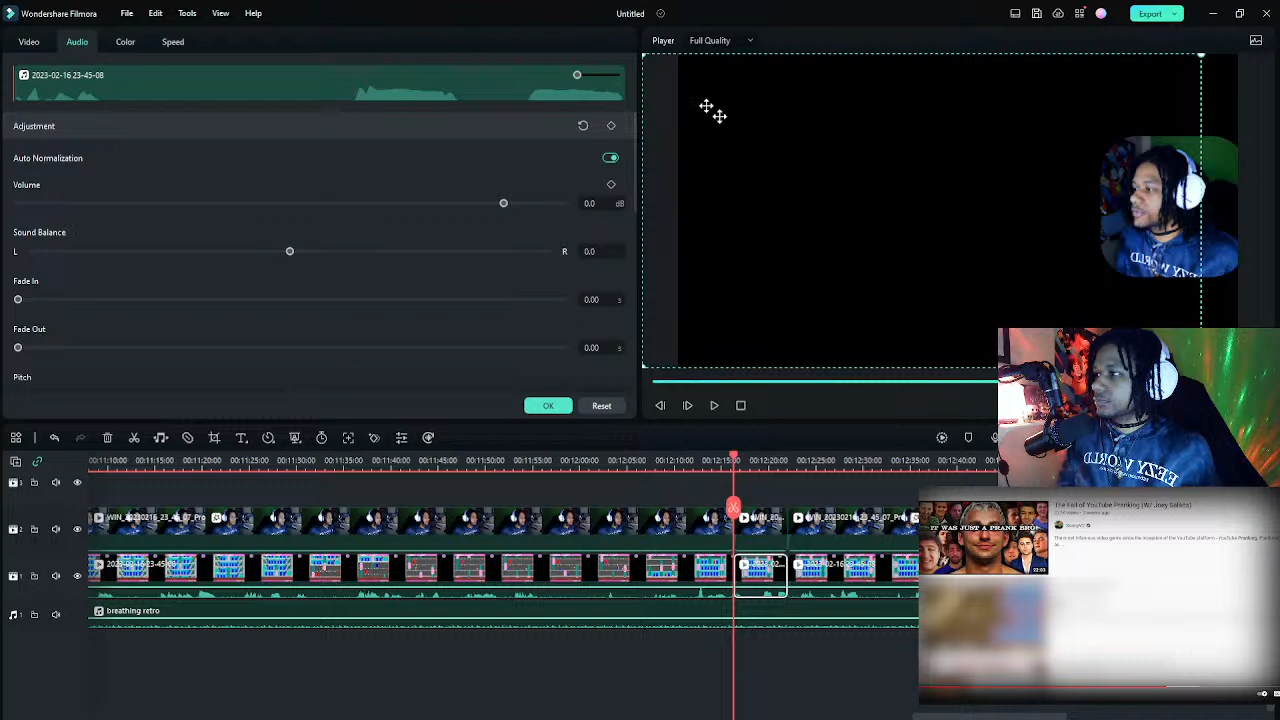 Wondershare Filmora
File
Edit
Tools
View
Help
Untitled
Export
Video
Audio
Color
Speed
Player
Full Quality
2023-02-16 23-45-08
Adjustment
Auto Normalization
Volume
0.0
dB
Sound Balance
L
R
0.0
Fade In
0.00
s
Fade Out
0.00
s
Pitch
OK
Reset
00:11:10:00
00:11:15:00
00:11:20:00
00:11:25:00
00:11:30:00
00:11:35:00
00:11:40:00
00:11:45:00
00:11:50:00
00:11:55:00
00:12:00:00
00:12:05:00
00:12:10:00
00:12:15:00
00:12:20:00
00:12:25:00
00:12:30:00
00:12:35:00
00:12:40:00
3
2
1
1
breathing retro
The Fall of YouTube Pranking (W/ Joey Salads)
IT WAS JUST A PRANK BRO
22:03